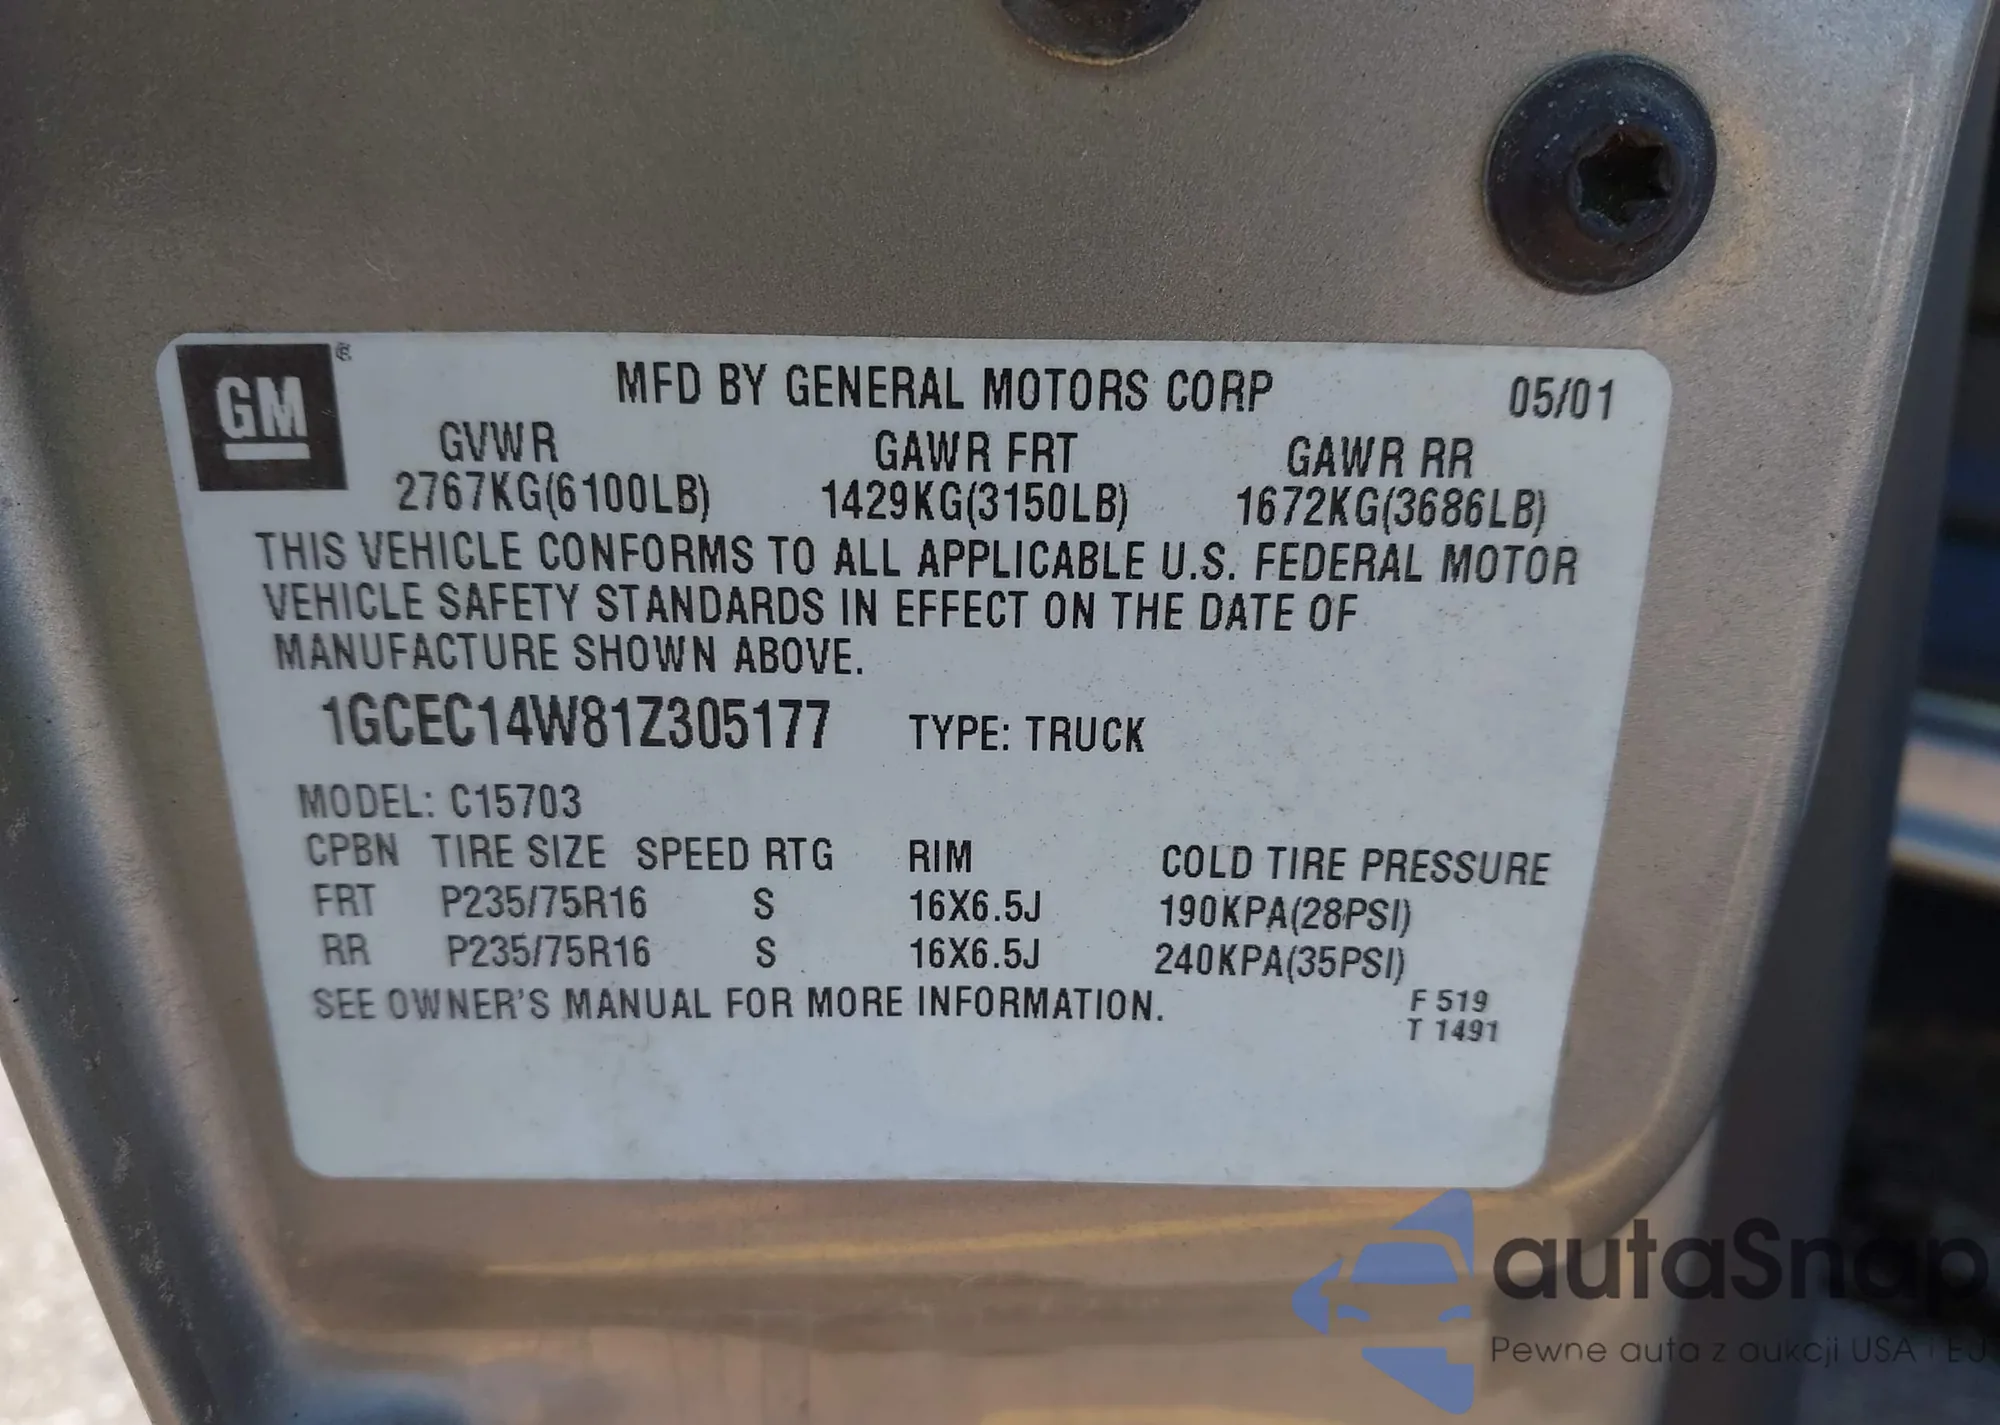 GM
MFD BY GENERAL MOTORS CORP 05/01
GVWR GAWR FRT GAWR RR
2767KG(6100LB) 1429KG(3150LB) 1672KG(3686LB)
THIS VEHICLE CONFORMS TO ALL APPLICABLE U.S. FEDERAL MOTOR
VEHICLE SAFETY STANDARDS IN EFFECT ON THE DATE OF
MANUFACTURE SHOWN ABOVE.
1GCEC14W81Z305177 TYPE: TRUCK
MODEL: C15703
CPBN TIRE SIZE SPEED RTG RIM COLD TIRE PRESSURE
FRT P235/75R16 S 16X6.5J 190KPA(28PSI)
RR P235/75R16 S 16X6.5J 240KPA(35PSI)
SEE OWNER'S MANUAL FOR MORE INFORMATION. F 519
T 1491
autaSnap
Pewne auta z aukcji USA i